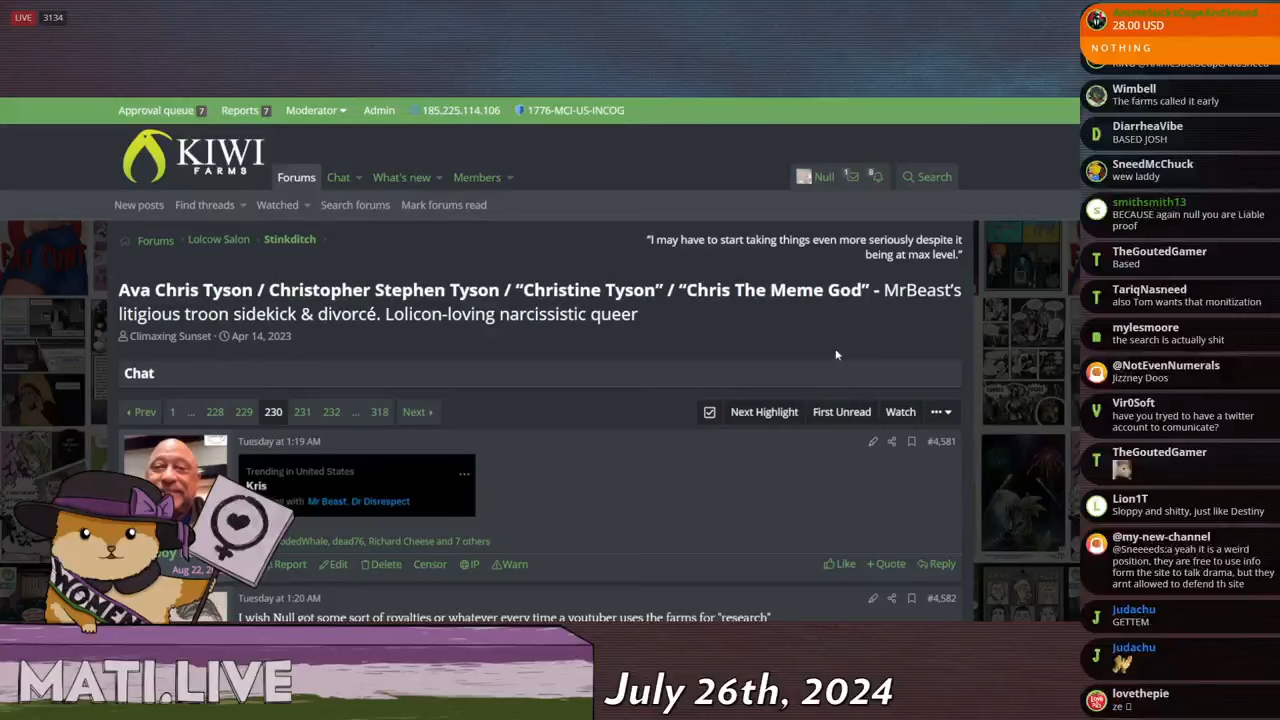 LIVE 3134
Approval queue 7 Reports 7 Moderator Admin 185.225.114.106 1776-MCI-US-INCOG
KIWI
FARMS
Forums Chat What's new Members Null 1 8 Search
New posts Find threads Watched Search forums Mark forums read
Forums Lolcow Salon Stinkditch
"I may have to start taking things even more seriously despite it
being at max level."
Ava Chris Tyson / Christopher Stephen Tyson / “Christine Tyson” / “Chris The Meme God” - MrBeast’s
litigious troon sidekick & divorcé. Lolicon-loving narcissistic queer
Climaxing Sunset · Apr 14, 2023
Chat
Prev 1 ... 228 229 230 231 232 ... 318 Next
Next Highlight First Unread Watch •••
Tuesday at 1:19 AM #4,581
Trending in United States ...
Kris
with Mr Beast, Dr Disrespect
dead76, Richard Cheese and 7 others
Aug 22,
Report Edit Delete Censor IP Warn Like + Quote Reply
Tuesday at 1:20 AM #4,582
I wish Null got some sort of royalties or whatever every time a youtuber uses the farms for "research"
WOMEN
MATI.LIVE
July 26th, 2024
AnimeSucksCopeAndSneed
28.00 USD
NOTHING
Wimbell
The farms called it early
D DiarrheaVibe
BASED JOSH
SneedMcChuck
wew laddy
s smithsmith13
BECAUSE again null you are Liable
proof
T TheGoutedGamer
Based
T TariqNasneed
also Tom wants that monitization
m mylesmoore
the search is actually shit
@NotEvenNumerals
Jizzney Doos
V Vir0Soft
have you tryed to have a twitter
account to comunicate?
T TheGoutedGamer
L Lion1T
Sloppy and shitty, just like Destiny
@my-new-channel
@Sneeeeds:a yeah it is a weird
position, they are free to use info
form the site to talk drama, but they
arnt allowed to defend th site
J Judachu
GETTEM
J Judachu
lovethepie
ze